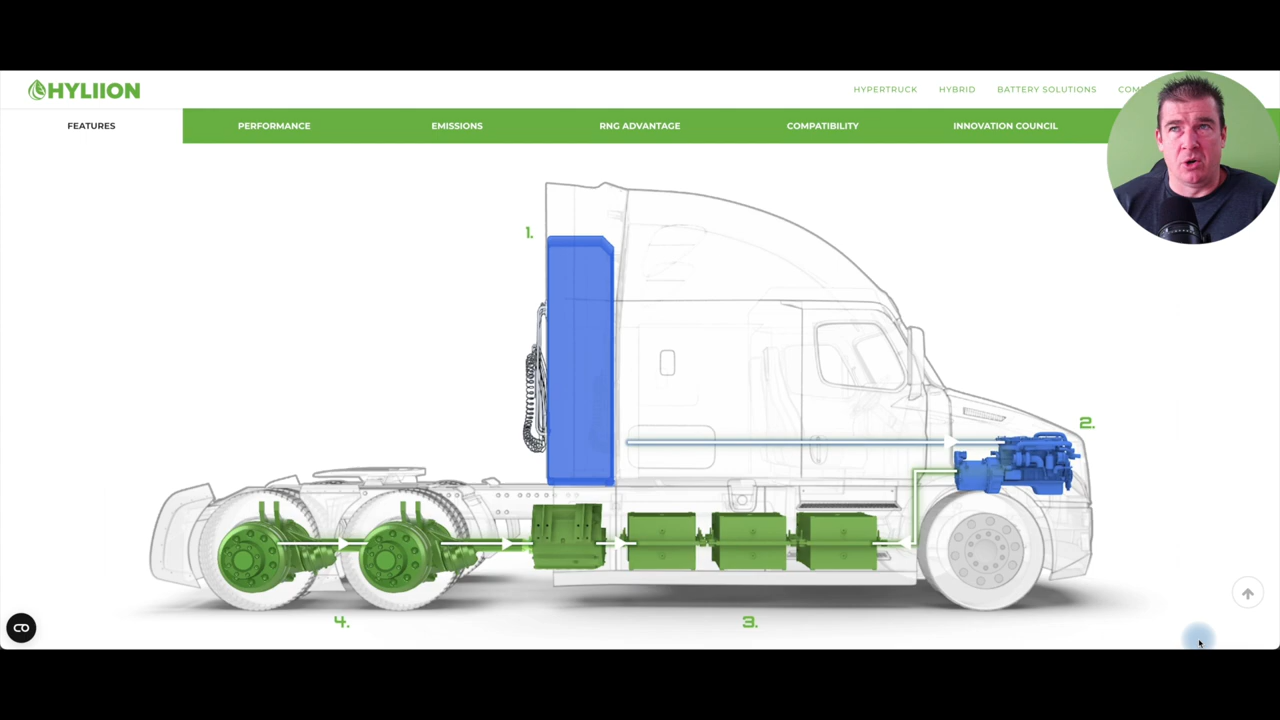 HYLIION
HYPERTRUCK HYBRID BATTERY SOLUTIONS
FEATURES PERFORMANCE EMISSIONS RNG ADVANTAGE COMPATIBILITY INNOVATION COUNCIL
1.
2.
4. 3.